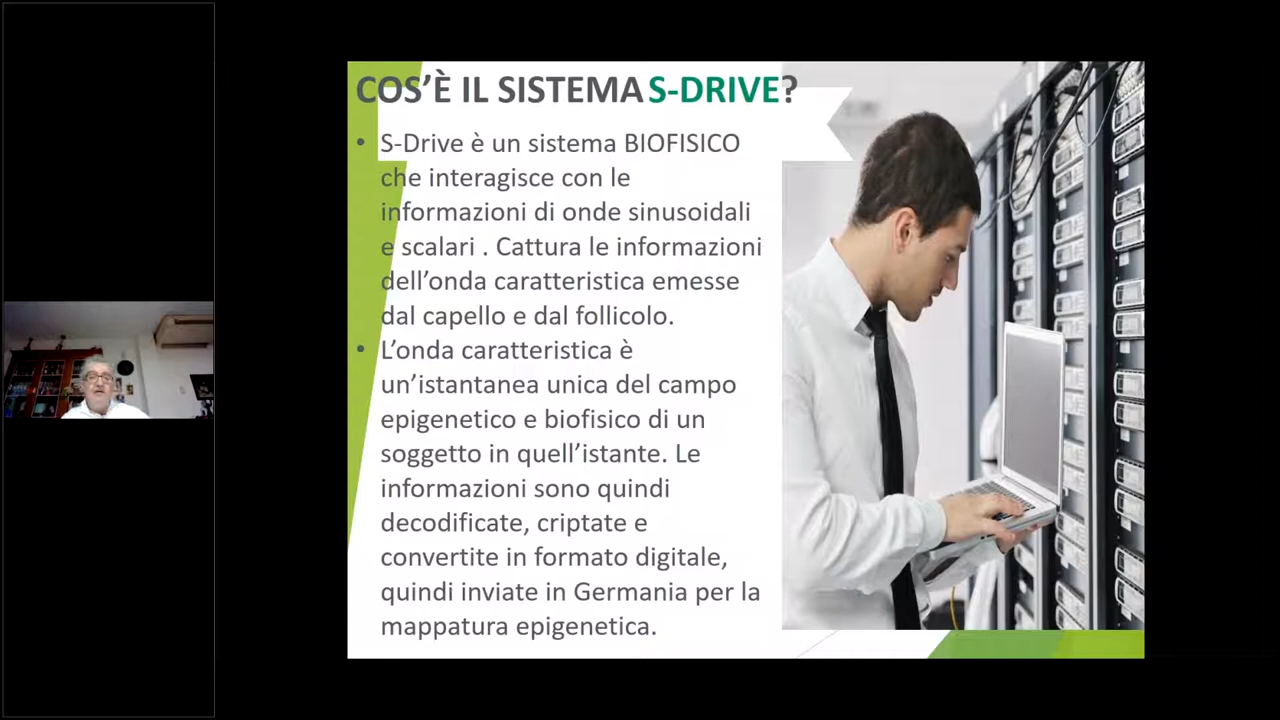 COS'È IL SISTEMA S-DRIVE?
• S-Drive è un sistema BIOFISICO
che interagisce con le
informazioni di onde sinusoidali
e scalari . Cattura le informazioni
dell'onda caratteristica emesse
dal capello e dal follicolo.
• L'onda caratteristica è
un'istantanea unica del campo
epigenetico e biofisico di un
soggetto in quell'istante. Le
informazioni sono quindi
decodificate, criptate e
convertite in formato digitale,
quindi inviate in Germania per la
mappatura epigenetica.